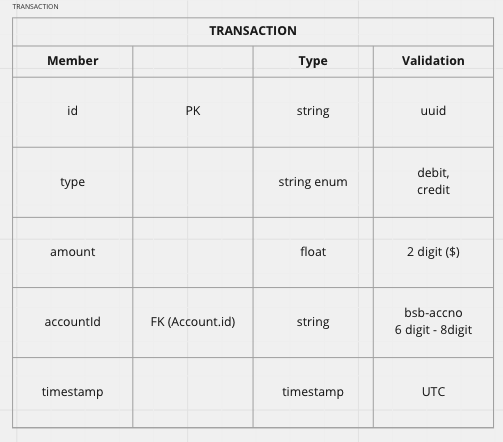 TRANSACTION
TRANSACTION
Member Type Validation
id PK string uuid
type string enum debit,
credit
amount float 2 digit ($)
accountId FK (Account.id) string bsb-accno
6 digit - 8digit
timestamp timestamp UTC